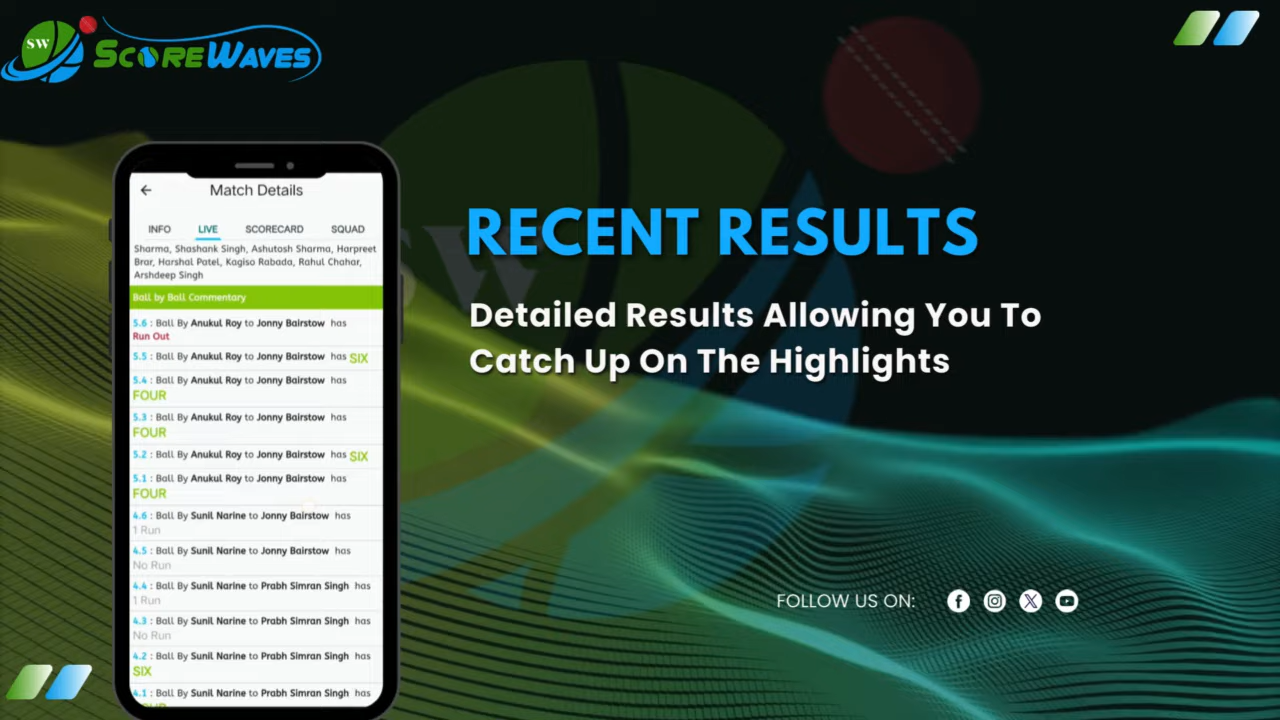 SW
SCOREWAVES
Match Details
INFO LIVE SCORECARD SQUAD
Sharma, Shashank Singh, Ashutosh Sharma, Harpreet
Brar, Harshal Patel, Kagiso Rabada, Rahul Chahar,
Arshdeep Singh
Ball by Ball Commentary
5.6 : Ball By Anukul Roy to Jonny Bairstow has
Run Out
5.5 : Ball By Anukul Roy to Jonny Bairstow has SIX
5.4 : Ball By Anukul Roy to Jonny Bairstow has
FOUR
5.3 : Ball By Anukul Roy to Jonny Bairstow has
FOUR
5.2 : Ball By Anukul Roy to Jonny Bairstow has SIX
5.1 : Ball By Anukul Roy to Jonny Bairstow has
FOUR
4.6 : Ball By Sunil Narine to Jonny Bairstow has
1 Run
4.5 : Ball By Sunil Narine to Jonny Bairstow has
No Run
4.4 : Ball By Sunil Narine to Prabh Simran Singh has
1 Run
4.3 : Ball By Sunil Narine to Prabh Simran Singh has
No Run
4.2 : Ball By Sunil Narine to Prabh Simran Singh has
SIX
4.1 : Ball By Sunil Narine to Prabh Simran Singh has
RECENT RESULTS
Detailed Results Allowing You To
Catch Up On The Highlights
FOLLOW US ON: